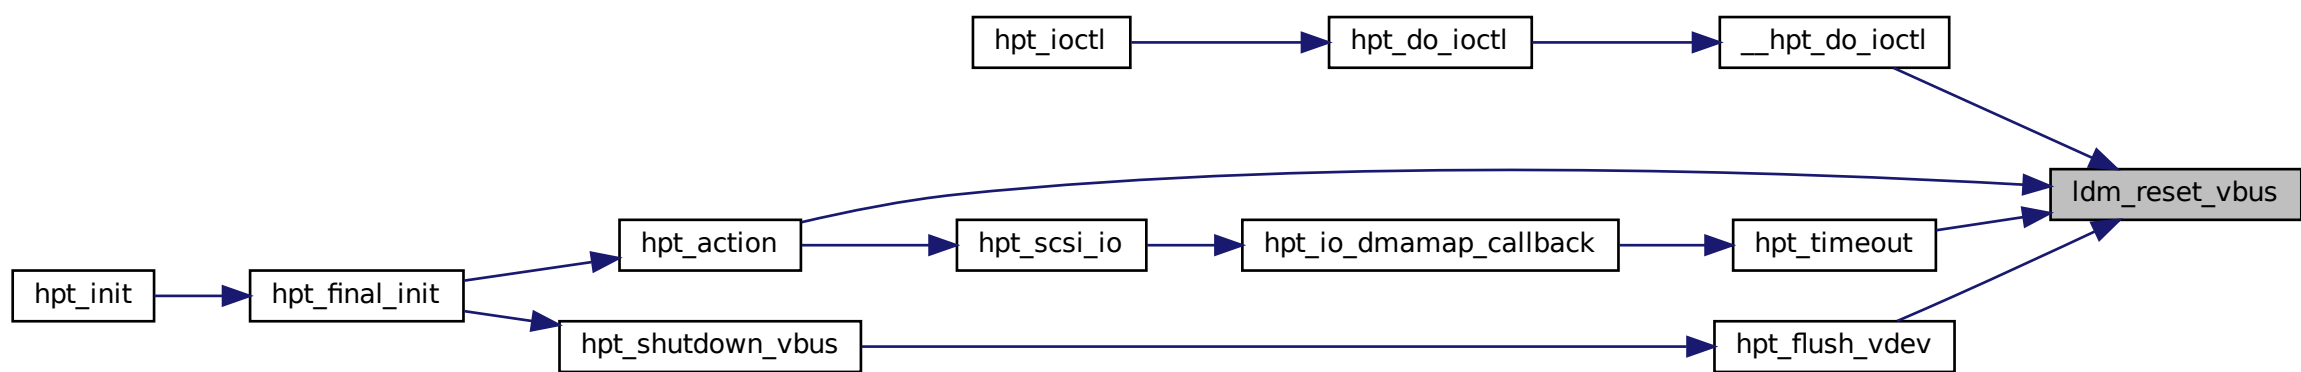 hpt_ioctl
hpt_do_ioctl
__hpt_do_ioctl
ldm_reset_vbus
hpt_action
hpt_scsi_io
hpt_io_dmamap_callback
hpt_timeout
hpt_init
hpt_final_init
hpt_shutdown_vbus
hpt_flush_vdev